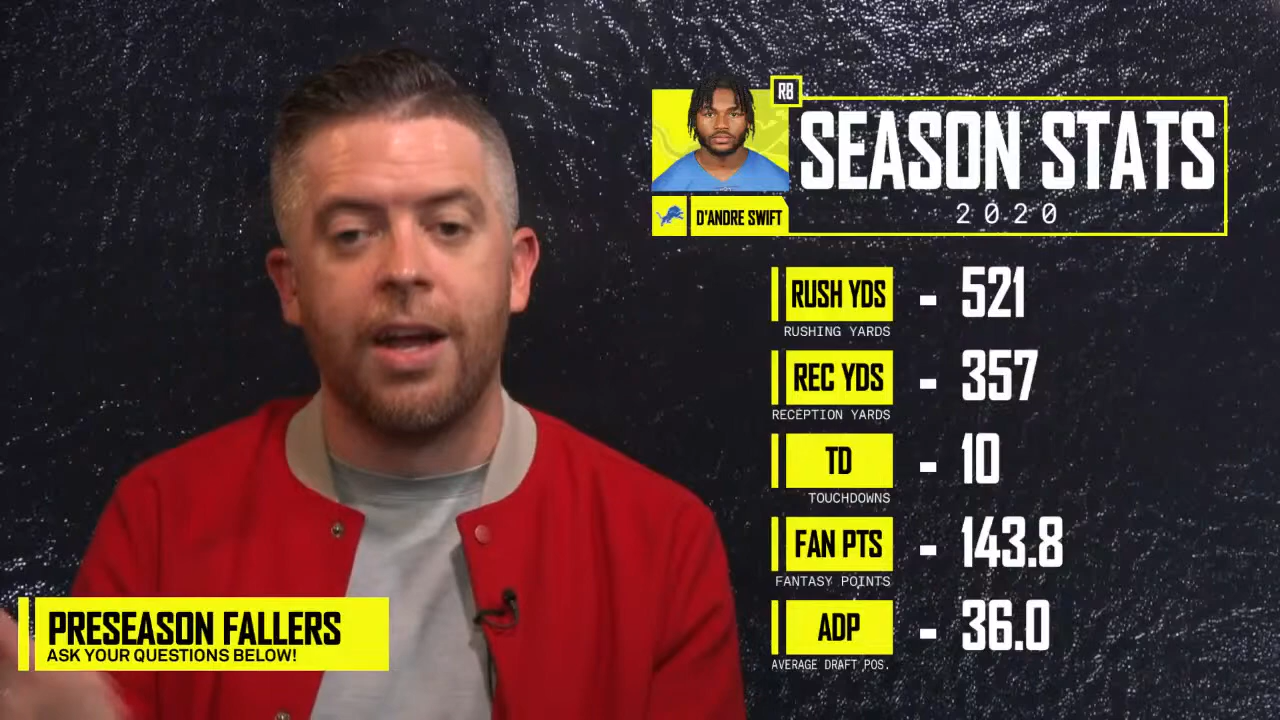 RB
SEASON STATS
2020
D'ANDRE SWIFT
RUSH YDS - 521
RUSHING YARDS
REC YDS - 357
RECEPTION YARDS
TD - 10
TOUCHDOWNS
FAN PTS - 143.8
FANTASY POINTS
ADP - 36.0
AVERAGE DRAFT POS.
PRESEASON FALLERS
ASK YOUR QUESTIONS BELOW!